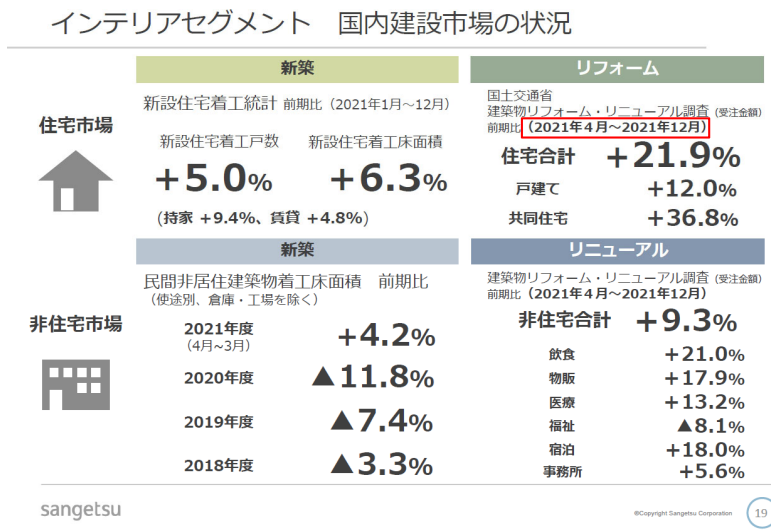 インテリアセグメント　国内建設市場の状況
住宅市場
新築
新設住宅着工統計 前期比（2021年1月～12月）
新設住宅着工戸数　新設住宅着工床面積
+5.0%　+6.3%
(持家 +9.4%、賃貸 +4.8%)
リフォーム
国土交通省
建築物リフォーム・リニューアル調査（受注金額）
前期比（2021年４月～2021年12月）
住宅合計　+21.9%
戸建て　+12.0%
共同住宅　+36.8%
非住宅市場
新築
民間非居住建築物着工床面積　前期比
（使途別、倉庫・工場を除く）
2021年度　+4.2%
（4月~3月）
2020年度　▲11.8%
2019年度　▲7.4%
2018年度　▲3.3%
リニューアル
建築物リフォーム・リニューアル調査（受注金額）
前期比（2021年４月～2021年12月）
非住宅合計　+9.3%
飲食　+21.0%
物販　+17.9%
医療　+13.2%
福祉　▲8.1%
宿泊　+18.0%
事務所　+5.6%
sangetsu
©Copyright Sangetsu Corporation
19